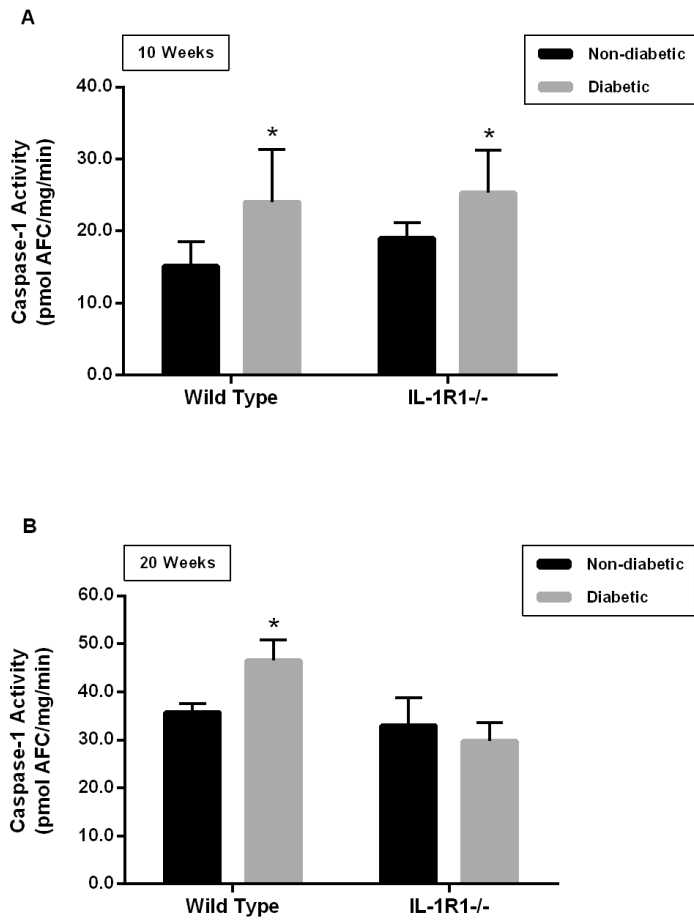 A
10 Weeks
Non-diabetic
Diabetic
Caspase-1 Activity
(pmol AFC/mg/min)
40.0
30.0
20.0
10.0
0.0
*
*
Wild Type
IL-1R1-/-
B
20 Weeks
Non-diabetic
Diabetic
Caspase-1 Activity
(pmol AFC/mg/min)
60.0
50.0
40.0
30.0
20.0
10.0
0.0
*
Wild Type
IL-1R1-/-